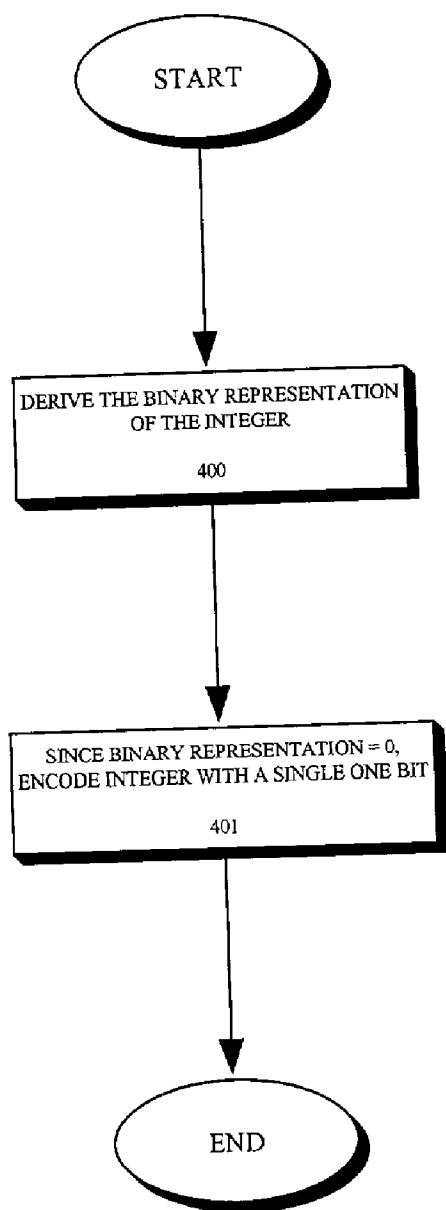 START
DERIVE THE BINARY REPRESENTATION
OF THE INTEGER
400
SINCE BINARY REPRESENTATION = 0,
ENCODE INTEGER WITH A SINGLE ONE BIT
401
END